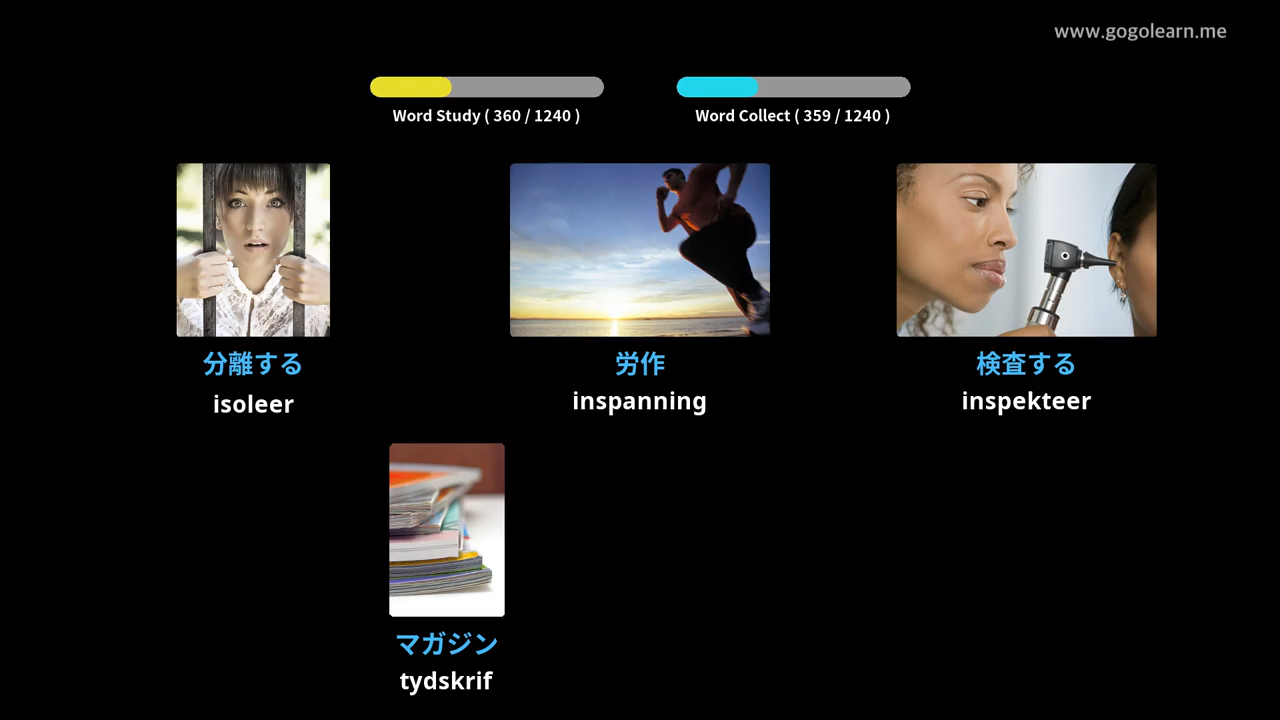 www.gogolearn.me
Word Study ( 360 / 1240 )
Word Collect ( 359 / 1240 )
分離する
労作
検査する
isoleer
inspanning
inspekteer
マガジン
tydskrif